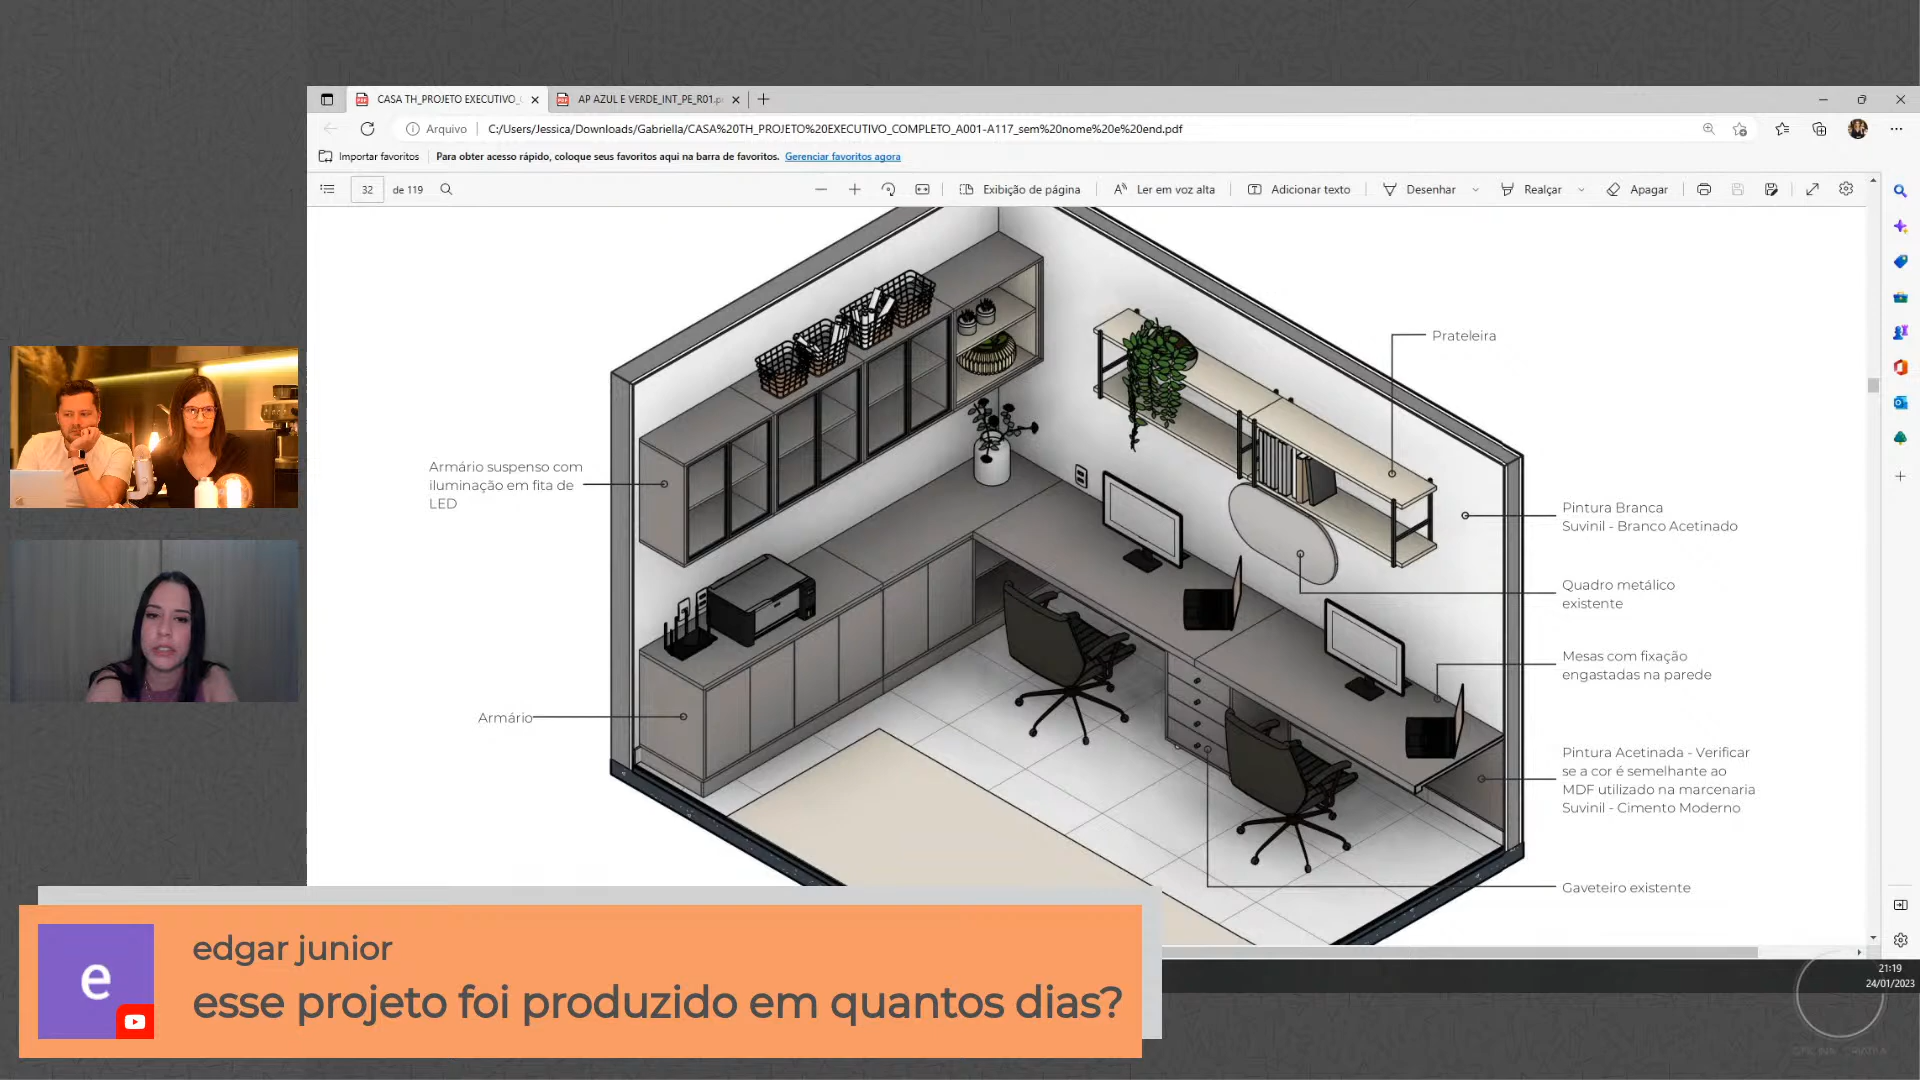 CASA TH_PROJETO EXECUTIVO_
AP AZUL E VERDE_INT_PE_R01.p
Arquivo
C:/Users/Jessica/Downloads/Gabriella/CASA%20TH_PROJETO%20EXECUTIVO_COMPLETO_A001-A117_sem%20nome%20e%20end.pdf
Importar favoritos
Para obter acesso rápido, coloque seus favoritos aqui na barra de favoritos. Gerenciar favoritos agora
32 de 119
Exibição de página
Ler em voz alta
Adicionar texto
Desenhar
Realçar
Apagar
Prateleira
Armário suspenso com
iluminação em fita de
LED
Pintura Branca
Suvinil - Branco Acetinado
Quadro metálico
existente
Mesas com fixação
engastadas na parede
Armário
Pintura Acetinada - Verificar
se a cor é semelhante ao
MDF utilizado na marcenaria
Suvinil - Cimento Moderno
Gaveteiro existente
e
edgar junior
esse projeto foi produzido em quantos dias?
21:19
24/01/2023